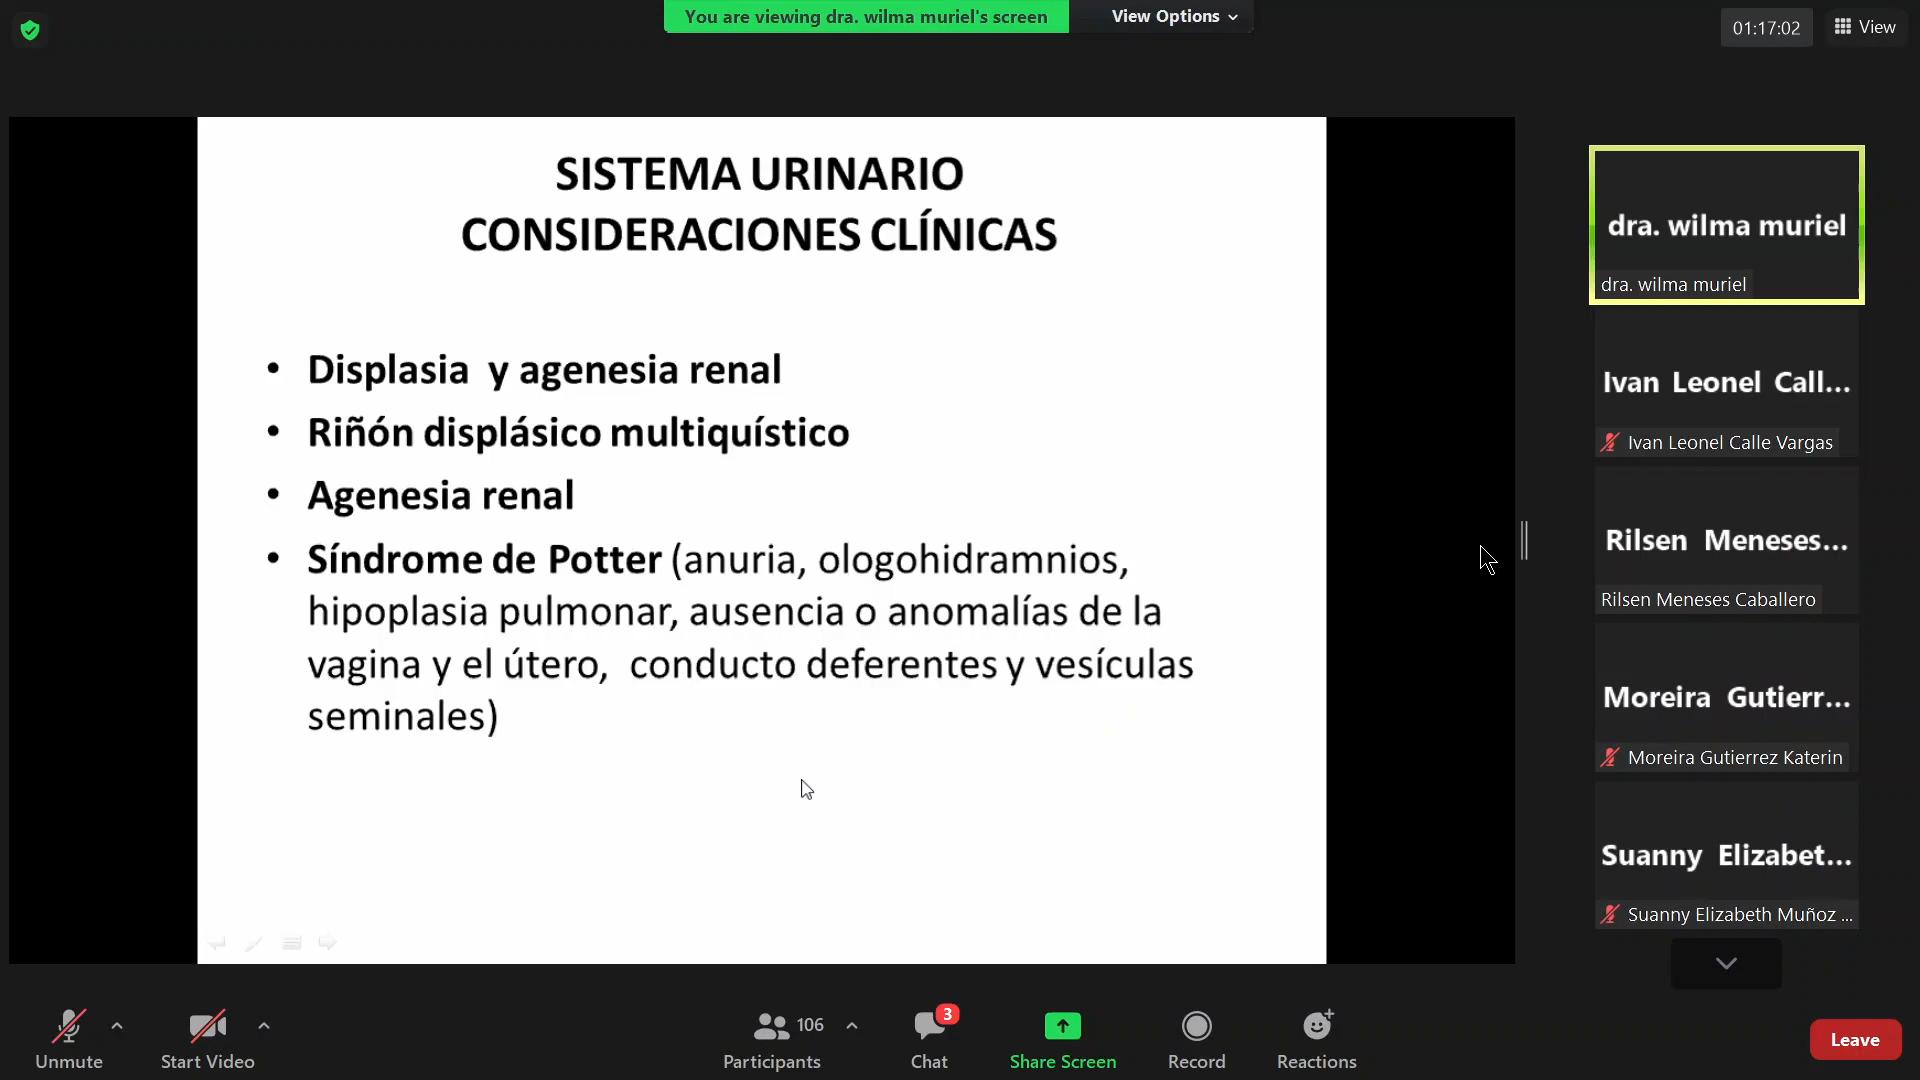 You are viewing dra. wilma muriel's screen
View Options
01:17:02
View
SISTEMA URINARIO
CONSIDERACIONES CLÍNICAS
• Displasia y agenesia renal
• Riñón displásico multiquístico
• Agenesia renal
• Síndrome de Potter (anuria, ologohidramnios,
hipoplasia pulmonar, ausencia o anomalías de la
vagina y el útero, conducto deferentes y vesículas
seminales)
dra. wilma muriel
dra. wilma muriel
Ivan Leonel Call...
Ivan Leonel Calle Vargas
Rilsen Meneses...
Rilsen Meneses Caballero
Moreira Gutierr...
Moreira Gutierrez Katerin
Suanny Elizabet...
Suanny Elizabeth Muñoz ...
Unmute
Start Video
106
Participants
3
Chat
Share Screen
Record
Reactions
Leave